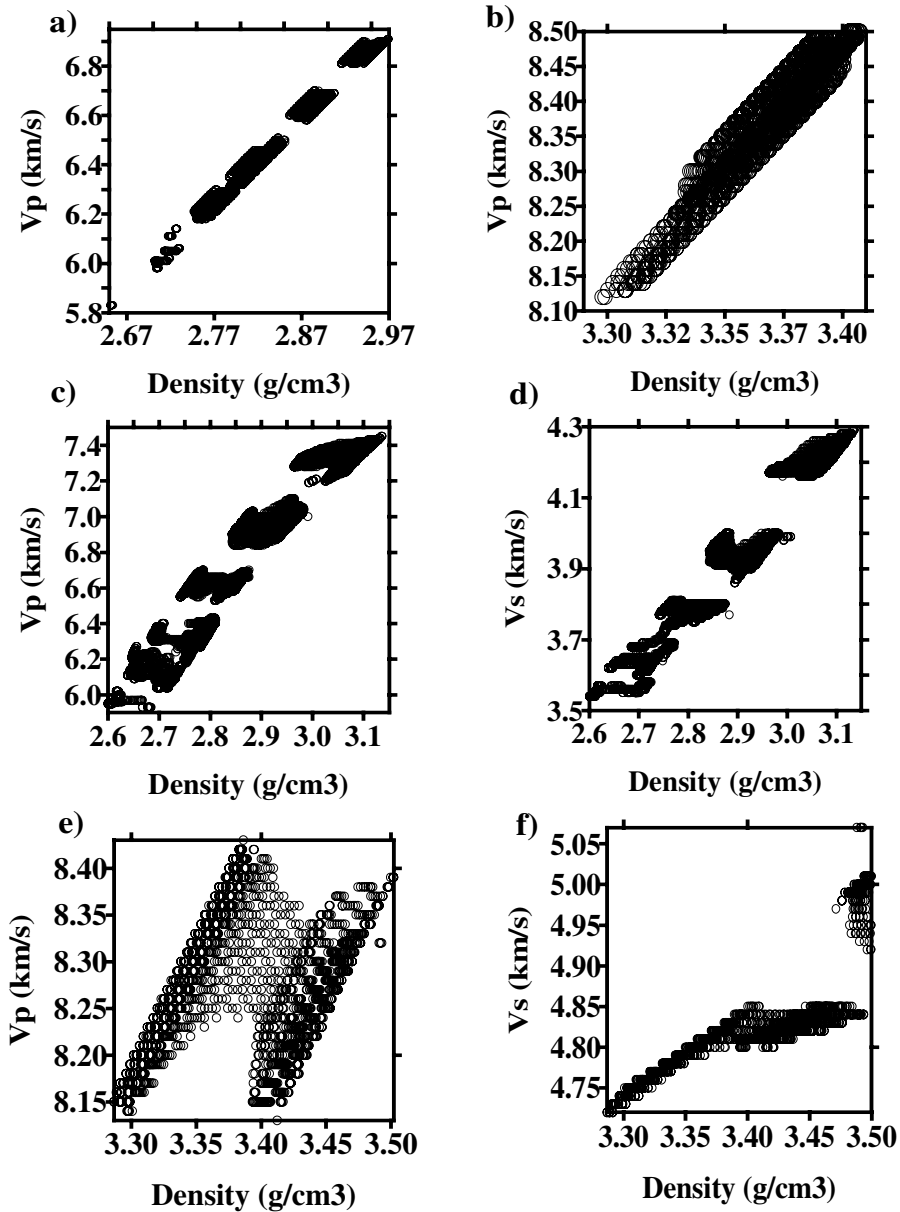 a)
6.8
6.6
6.4
6.2
6.0
5.8
Vp (km/s)
2.67 2.77 2.87 2.97
Density (g/cm3)
b)
8.50
8.45
8.40
8.35
8.30
8.25
8.20
8.15
8.10
Vp (km/s)
3.30 3.32 3.35 3.37 3.40
Density (g/cm3)
c)
7.4
7.2
7.0
6.8
6.6
6.4
6.2
6.0
Vp (km/s)
2.6 2.7 2.8 2.9 3.0 3.1
Density (g/cm3)
d)
4.3
4.1
3.9
3.7
3.5
Vs (km/s)
2.6 2.7 2.8 2.9 3.0 3.1
Density (g/cm3)
e)
8.40
8.35
8.30
8.25
8.20
8.15
Vp (km/s)
3.30 3.35 3.40 3.45 3.50
Density (g/cm3)
f)
5.05
5.00
4.95
4.90
4.85
4.80
4.75
Vs (km/s)
3.30 3.35 3.40 3.45 3.50
Density (g/cm3)